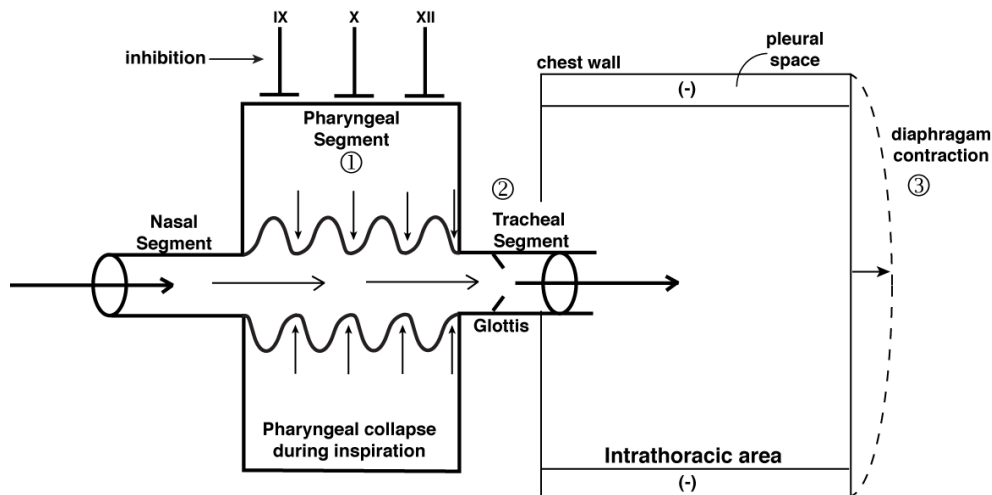 IX X XII
inhibition
Pharyngeal
Segment
①
Nasal
Segment
②
Tracheal
Segment
Glottis
Pharyngeal collapse
during inspiration
chest wall
pleural
space
(-)
diaphragam
contraction
③
Intrathoracic area
(-)